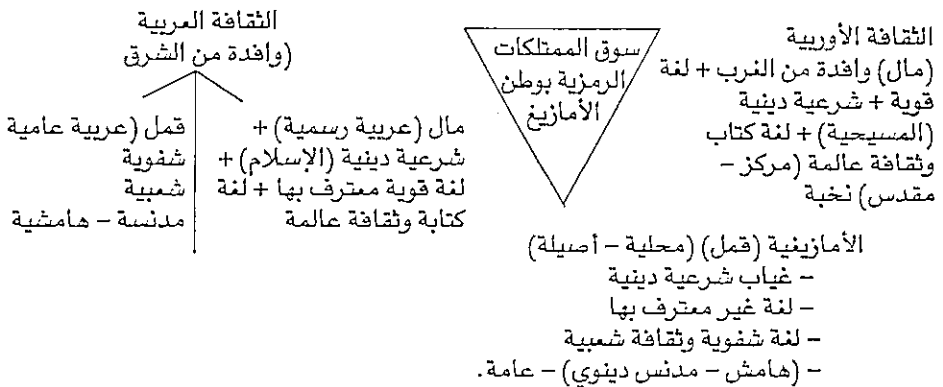 الثقافة الأوربية
(مال) وافدة من الغرب + لغة
قوية + شرعية دينية
(المسيحية) + لغة كتاب
وثقافة عالمة (مركز –
مقدس) نخبة
سوق الممتلكات
الرمزية بوطن
الأمازيغ
الثقافة العربية
(وافدة من الشرق
مال (عربية رسمية) +
شرعية دينية (الإسلام) +
لغة قوية معترف بها + لغة
كتابة وثقافة عالمة
قمل (عربية عامية
شفوية
شعبية
مدنسة – هامشية
الأمازيغية (قمل) (محلية – أصيلة)
– غياب شرعية دينية
– لغة غير معترف بها
– لغة شفوية وثقافة شعبية
– (هامش – مدنس دينوي) – عامة.